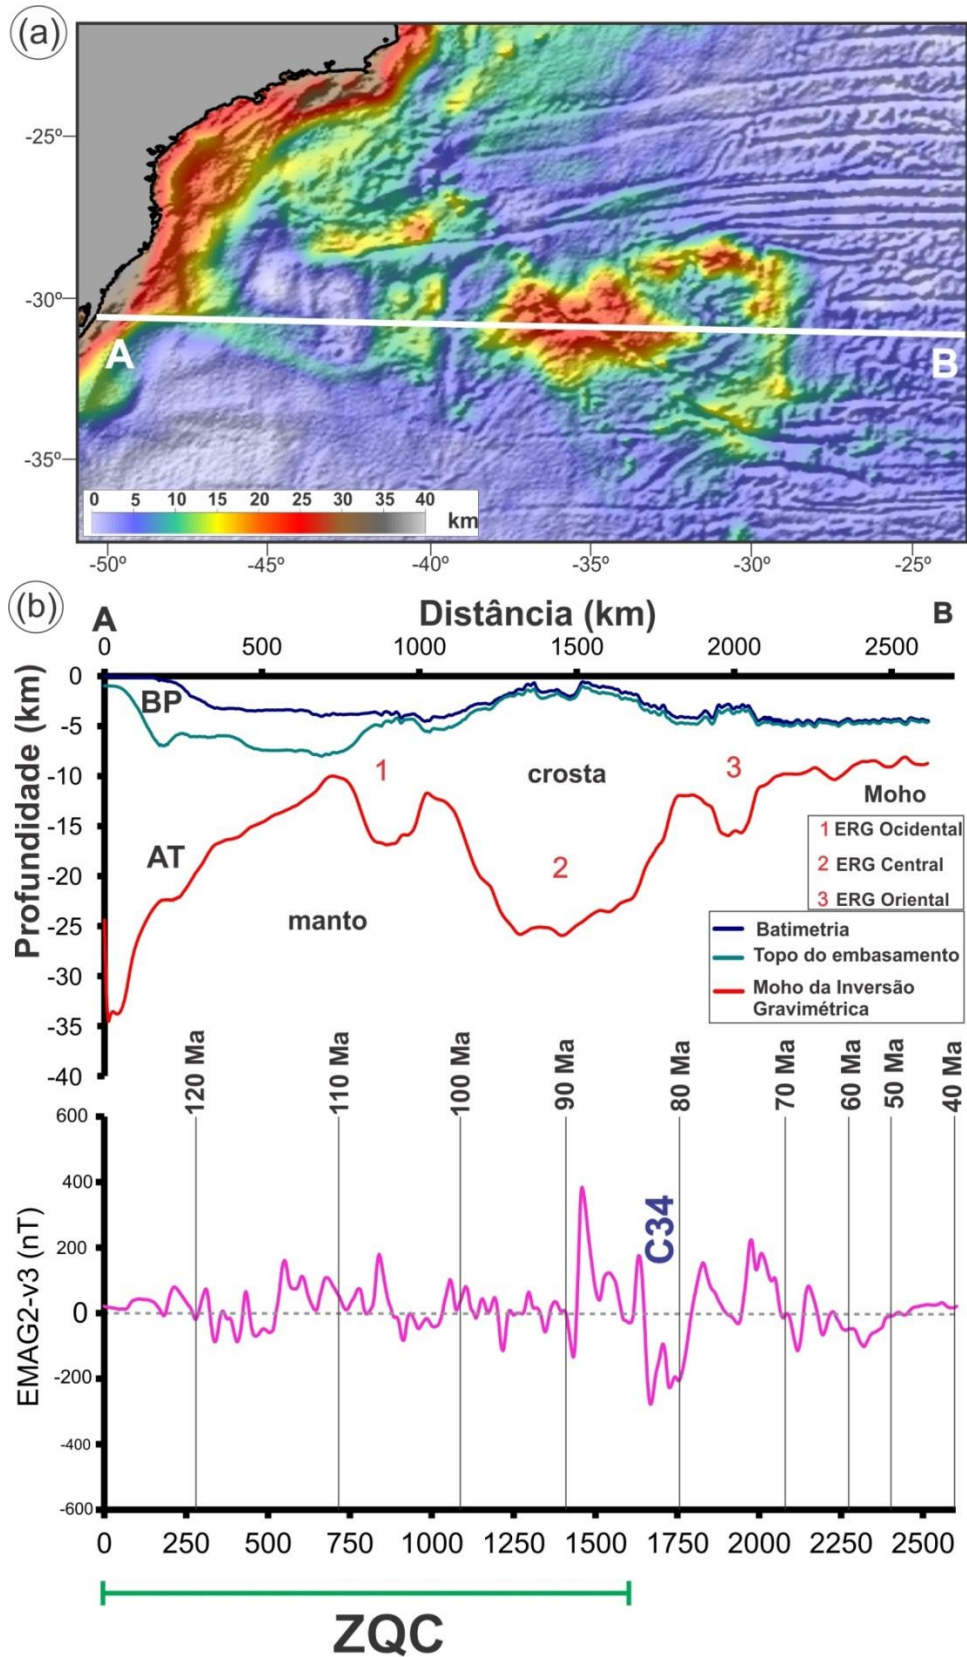 (a)
-25º
-30º
-35º
A
B
0 5 10 15 20 25 30 35 40
km
-50º -45º -40º -35º -30º -25º
(b)
A Distância (km) B
0 500 1000 1500 2000 2500
Profundidade (km)
0
-5
-10
-15
-20
-25
-30
-35
-40
BP
AT
1
2
3
crosta
manto
Moho
1 ERG Ocidental
2 ERG Central
3 ERG Oriental
Batimetria
Topo do embasamento
Moho da Inversão
Gravimétrica
120 Ma
110 Ma
100 Ma
90 Ma
80 Ma
70 Ma
60 Ma
50 Ma
40 Ma
EMAG2-v3 (nT)
600
400
200
0
-200
-400
-600
C34
0 250 500 750 1000 1250 1500 1750 2000 2250 2500
ZQC